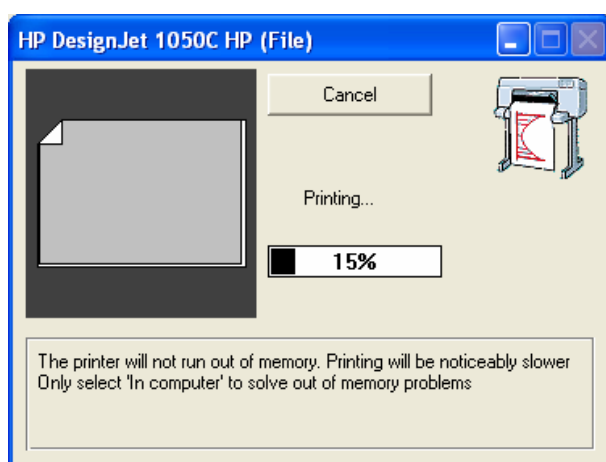 HP DesignJet 1050C HP (File)
Cancel
Printing...
15%
The printer will not run out of memory. Printing will be noticeably slower
Only select 'In computer' to solve out of memory problems